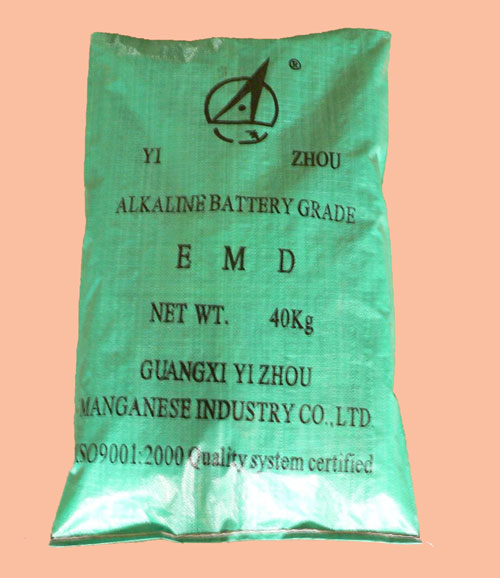 ®
YI ZHOU
ALKALINE BATTERY GRADE
E M D
NET WT. 40Kg
GUANGXI YI ZHOU
MANGANESE INDUSTRY CO.,LTD
ISO9001:2000 Quality system certified